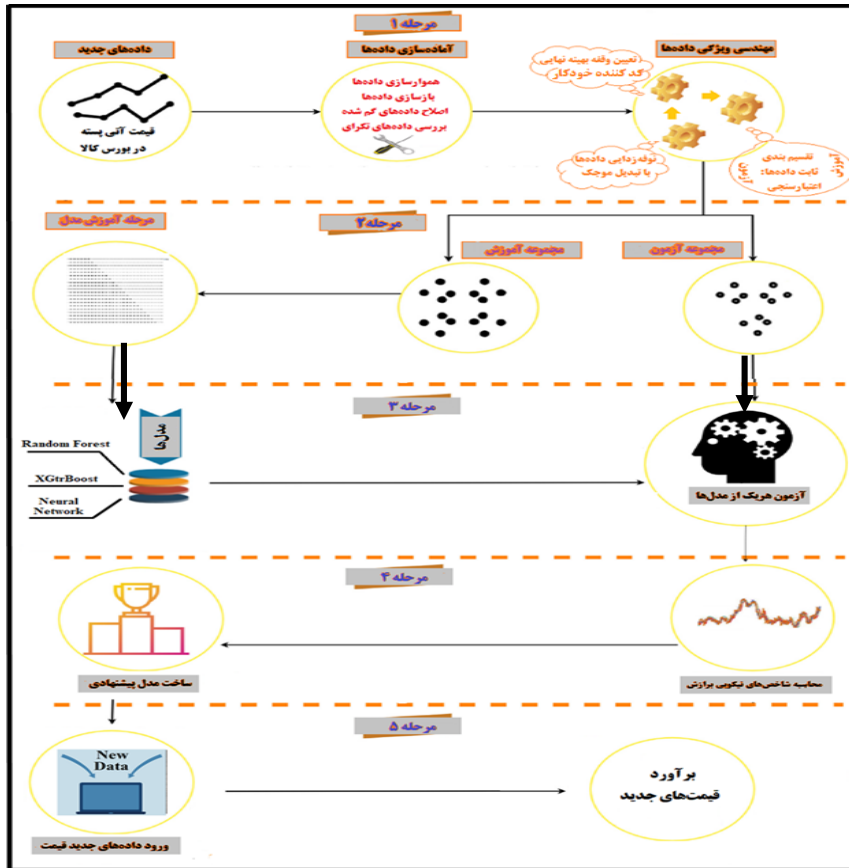 مرحله ۱
داده‌های جدید
آماده‌سازی داده‌ها
مهندسی ویژگی داده‌ها
قیمت آتی پسته
در بورس کالا
هموارسازی داده‌ها
بازسازی داده‌ها
اصلاح داده‌های گم شده
بررسی داده‌های تکرای
تعیین وقفه بهینه نهایی
کد کننده خودکار
نوفه زدایی داده‌ها
با تبدیل موجک
تقسیم بندی
ثابت داده‌ها:
اعتبارسنجی
آموزش
آزمون
مرحله ۲
مرحله آموزش مدل
مجموعه آموزش
مجموعه آزمون
مرحله ۳
مدل‌ها
Random Forest
XGtrBoost
Neural
Network
آزمون هریک از مدل‌ها
مرحله ۴
ساخت مدل پیشنهادی
محاسبه شاخص‌های نیکویی برازش
مرحله ۵
New
Data
ورود داده‌های جدید قیمت
برآورد
قیمت‌های جدید